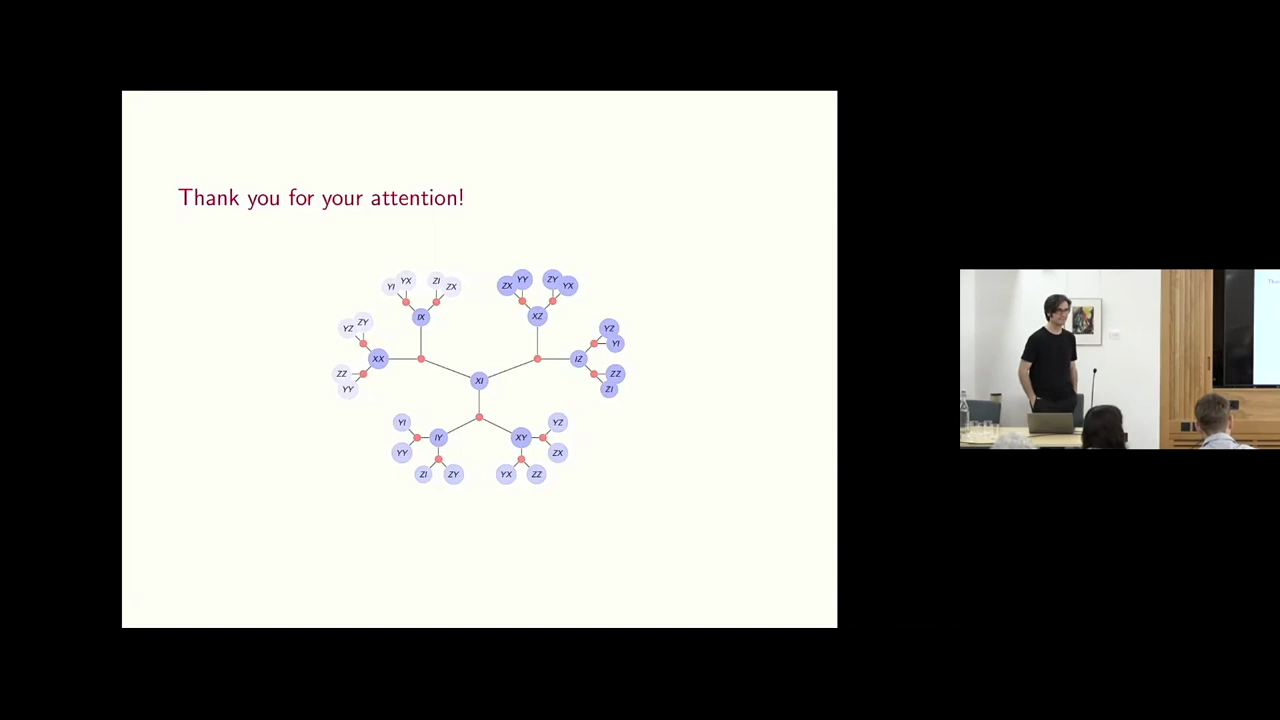 Thank you for your attention!
YI YX ZI ZX ZX YY ZY YX
YZ ZY IX XZ YZ YI
XX IZ
ZZ YY XI ZZ ZI
YI IY XY YZ
YY ZX
ZI ZY YX ZZ